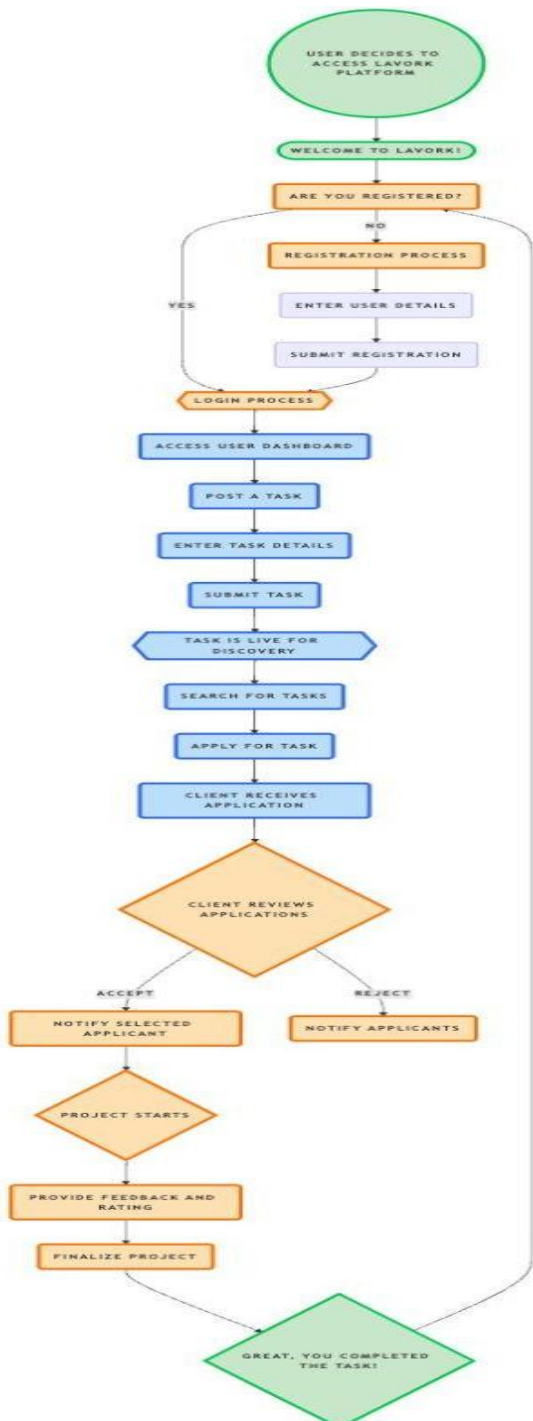 USER DECIDES TO
ACCESS LAVORK
PLATFORM
WELCOME TO LAVORK!
ARE YOU REGISTERED?
NO
REGISTRATION PROCESS
YES
ENTER USER DETAILS
SUBMIT REGISTRATION
LOGIN PROCESS
ACCESS USER DASHBOARD
POST A TASK
ENTER TASK DETAILS
SUBMIT TASK
TASK IS LIVE FOR
DISCOVERY
SEARCH FOR TASKS
APPLY FOR TASK
CLIENT RECEIVES
APPLICATION
CLIENT REVIEWS
APPLICATIONS
ACCEPT
REJECT
NOTIFY SELECTED
APPLICANT
NOTIFY APPLICANTS
PROJECT STARTS
PROVIDE FEEDBACK AND
RATING
FINALIZE PROJECT
GREAT, YOU COMPLETED
THE TASK!